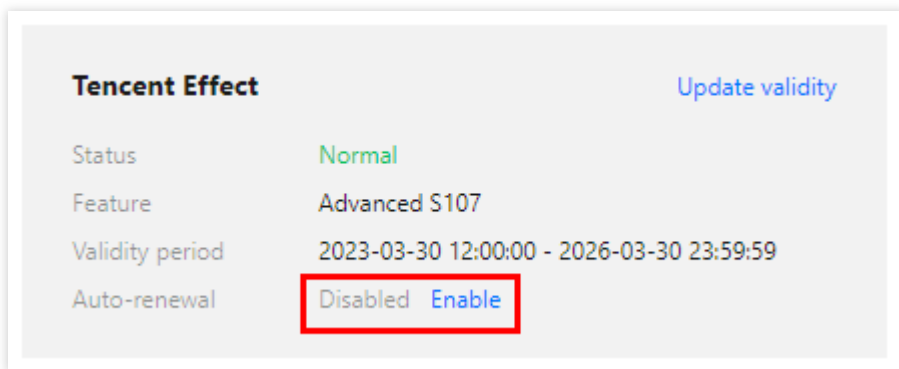 Tencent Effect Update validity
Status Normal
Feature Advanced S107
Validity period 2023-03-30 12:00:00 - 2026-03-30 23:59:59
Auto-renewal Disabled Enable